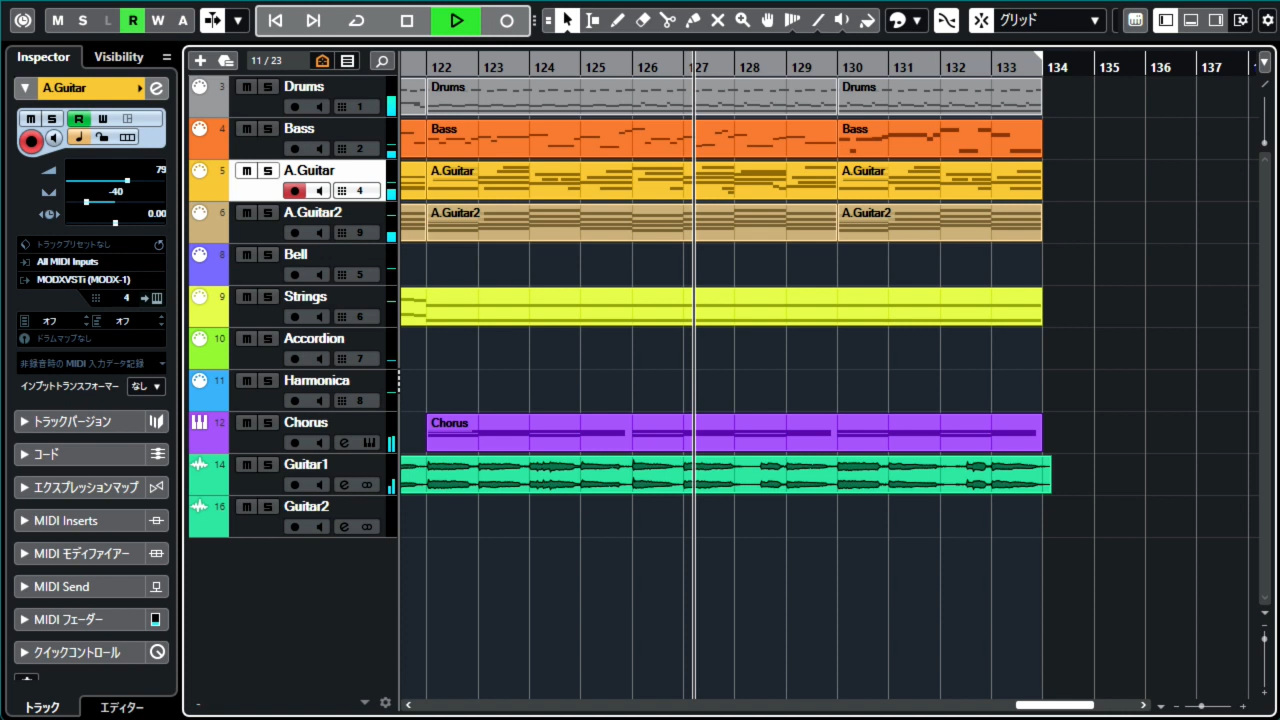 M S L R W A グリッド
Inspector Visibility
11 / 23
122 123 124 125 126 127 128 129 130 131 132 133 134 135 136 137
A.Guitar
M S R W
79
-40
0.00
トラックプリセットなし
All MIDI Inputs
MODXVSTi (MODX-1)
4
オフ オフ
ドラムマップなし
非録音時の MIDI 入力データ記録
インプットトランスフォーマー なし
トラックバージョン
コード
エクスプレッションマップ
MIDI Inserts
MIDI モディファイアー
MIDI Send
MIDI フェーダー
クイックコントロール
トラック エディター
3 M S Drums
1
4 M S Bass
2
5 M S A.Guitar
4
6 M S A.Guitar2
9
8 M S Bell
5
9 M S Strings
6
10 M S Accordion
7
11 M S Harmonica
8
12 M S Chorus
e
14 M S Guitar1
e
16 M S Guitar2
e
Drums Drums
Bass Bass
A.Guitar A.Guitar
A.Guitar2 A.Guitar2
Chorus